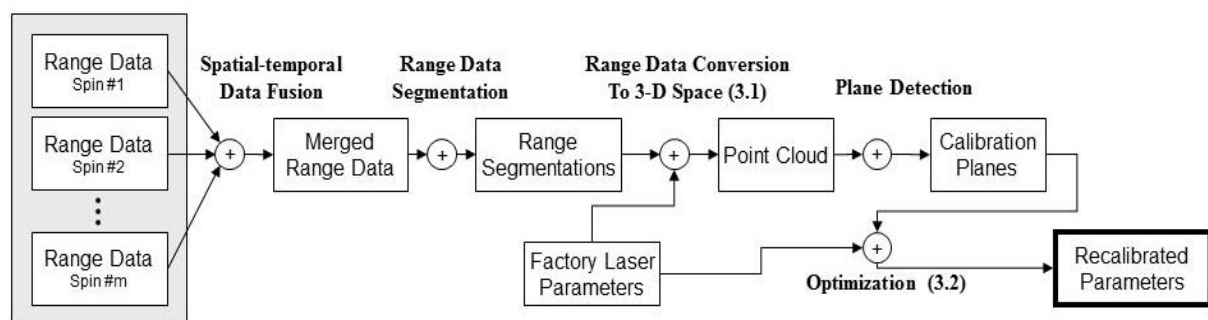 Range Data
Spin #1
Range Data
Spin #2
Range Data
Spin #m
Spatial-temporal
Data Fusion
+
Merged
Range Data
Range Data
Segmentation
+
Range
Segmentations
Range Data Conversion
To 3-D Space (3.1)
+
Point Cloud
Plane Detection
+
Calibration
Planes
Factory Laser
Parameters
+
Optimization (3.2)
Recalibrated
Parameters